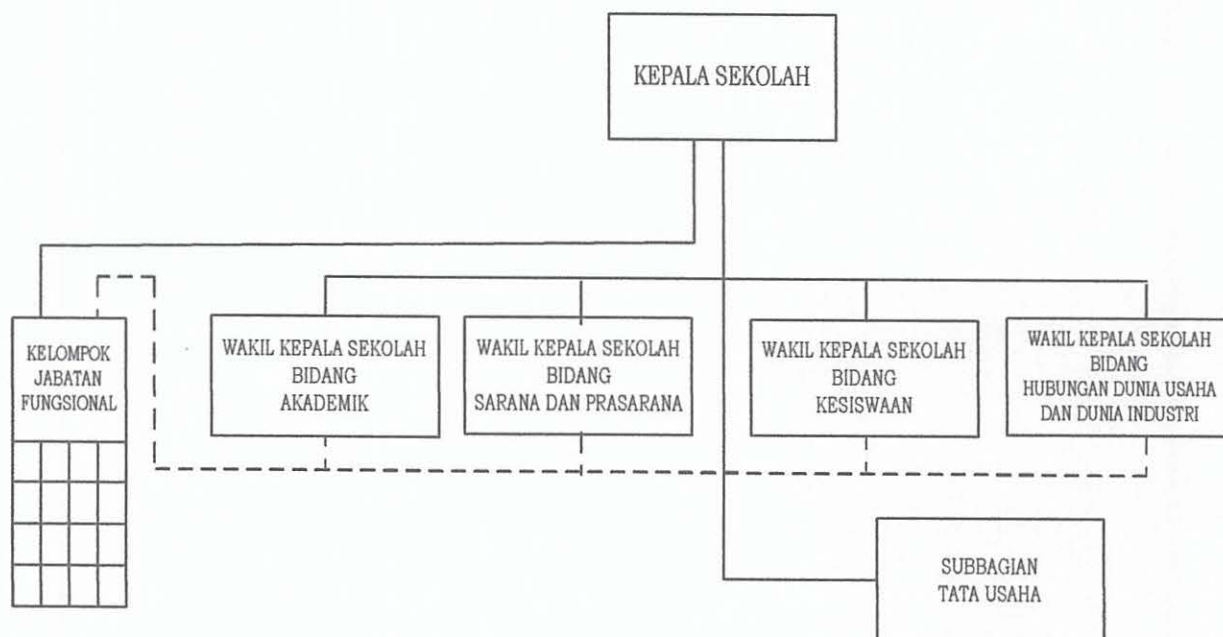 KEPALA SEKOLAH
KELOMPOK
JABATAN
FUNGSIONAL
WAKIL KEPALA SEKOLAH
BIDANG
AKADEMIK
WAKIL KEPALA SEKOLAH
BIDANG
SARANA DAN PRASARANA
WAKIL KEPALA SEKOLAH
BIDANG
KESISWAAN
WAKIL KEPALA SEKOLAH
BIDANG
HUBUNGAN DUNIA USAHA
DAN DUNIA INDUSTRI
SUBBAGIAN
TATA USAHA